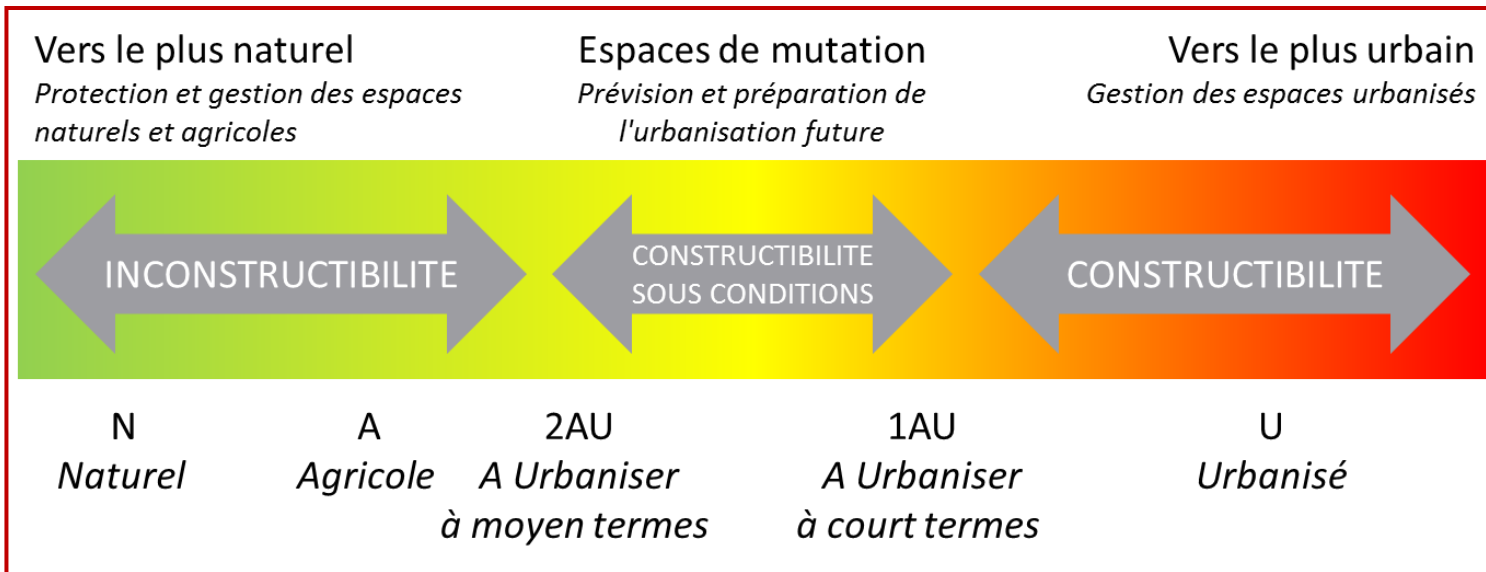 Vers le plus naturel
Protection et gestion des espaces
naturels et agricoles
Espaces de mutation
Prévision et préparation de
l'urbanisation future
Vers le plus urbain
Gestion des espaces urbanisés
INCONSTRUCTIBILITE
CONSTRUCTIBILITE
SOUS CONDITIONS
CONSTRUCTIBILITE
N
Naturel
A
Agricole
2AU
A Urbaniser
à moyen termes
1AU
A Urbaniser
à court termes
U
Urbanisé